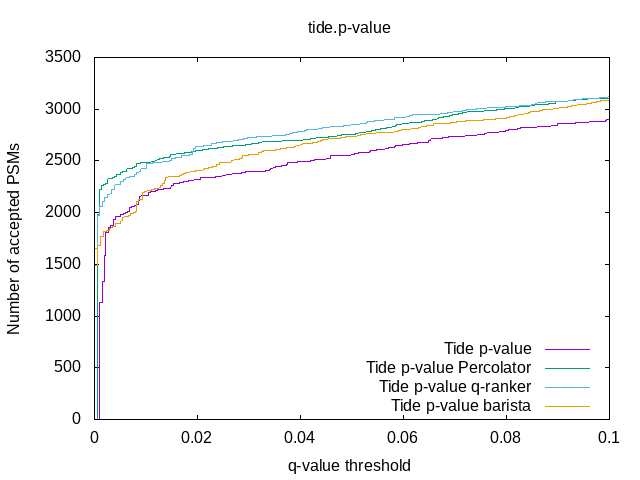 tide.p-value
Number of accepted PSMs
3500
3000
2500
2000
1500
1000
500
0
Tide p-value
Tide p-value Percolator
Tide p-value q-ranker
Tide p-value barista
0 0.02 0.04 0.06 0.08 0.1
q-value threshold